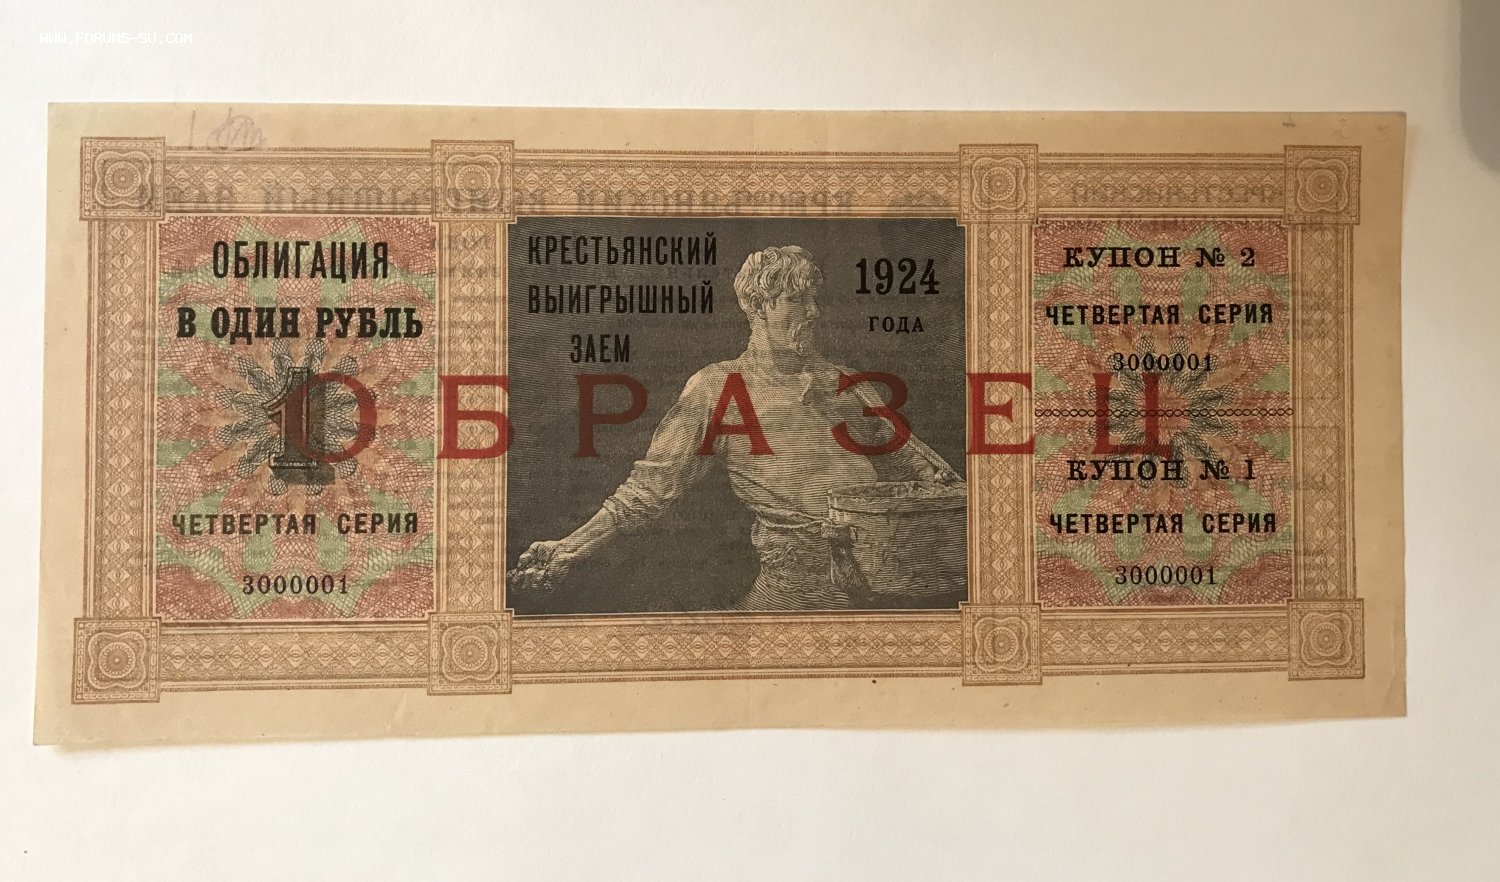 WWW.FORUMS-SU.COM
ОБЛИГАЦИЯ
В ОДИН РУБЛЬ
1
ЧЕТВЕРТАЯ СЕРИЯ
3000001
КРЕСТЬЯНСКИЙ
ВЫИГРЫШНЫЙ
ЗАЕМ
1924
ГОДА
ОБРАЗЕЦ
КУПОН № 2
ЧЕТВЕРТАЯ СЕРИЯ
3000001
КУПОН № 1
ЧЕТВЕРТАЯ СЕРИЯ
3000001